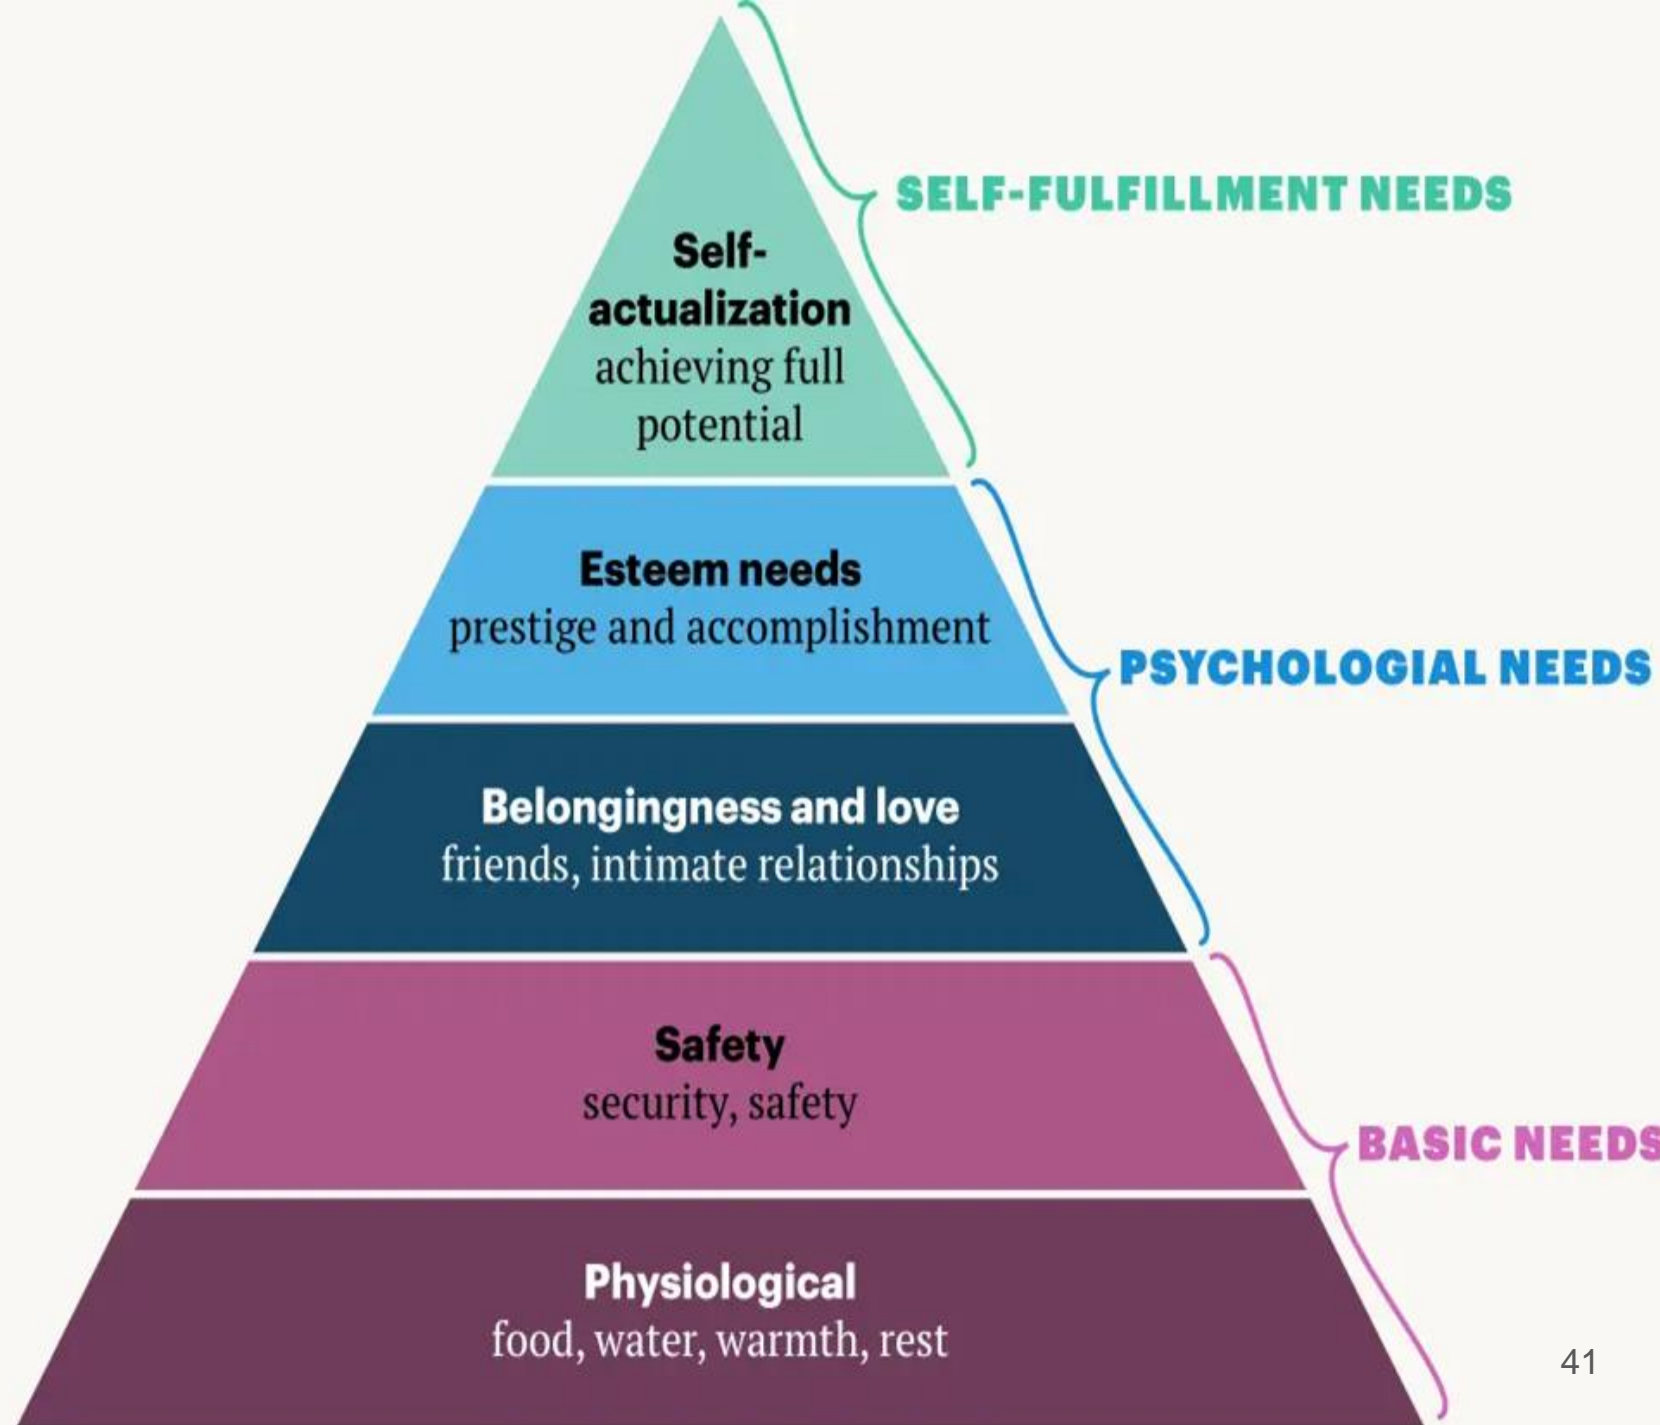 SELF-FULFILLMENT NEEDS
Self-
actualization
achieving full
potential
Esteem needs
prestige and accomplishment
PSYCHOLOGIAL NEEDS
Belongingness and love
friends, intimate relationships
Safety
security, safety
BASIC NEEDS
Physiological
food, water, warmth, rest
41